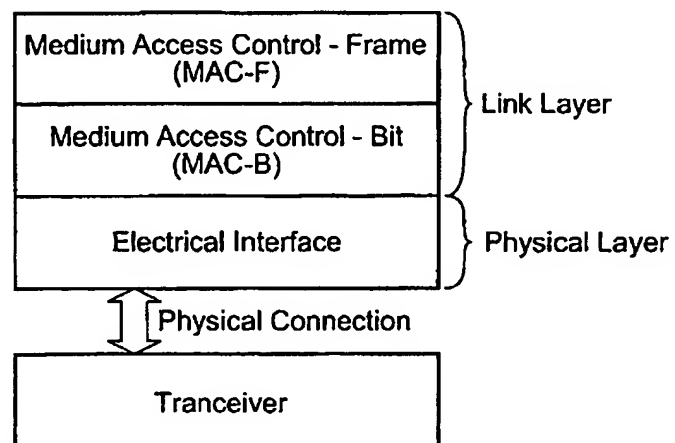 Medium Access Control - Frame
(MAC-F)
Link Layer
Medium Access Control - Bit
(MAC-B)
Electrical Interface
Physical Layer
Physical Connection
Tranceiver